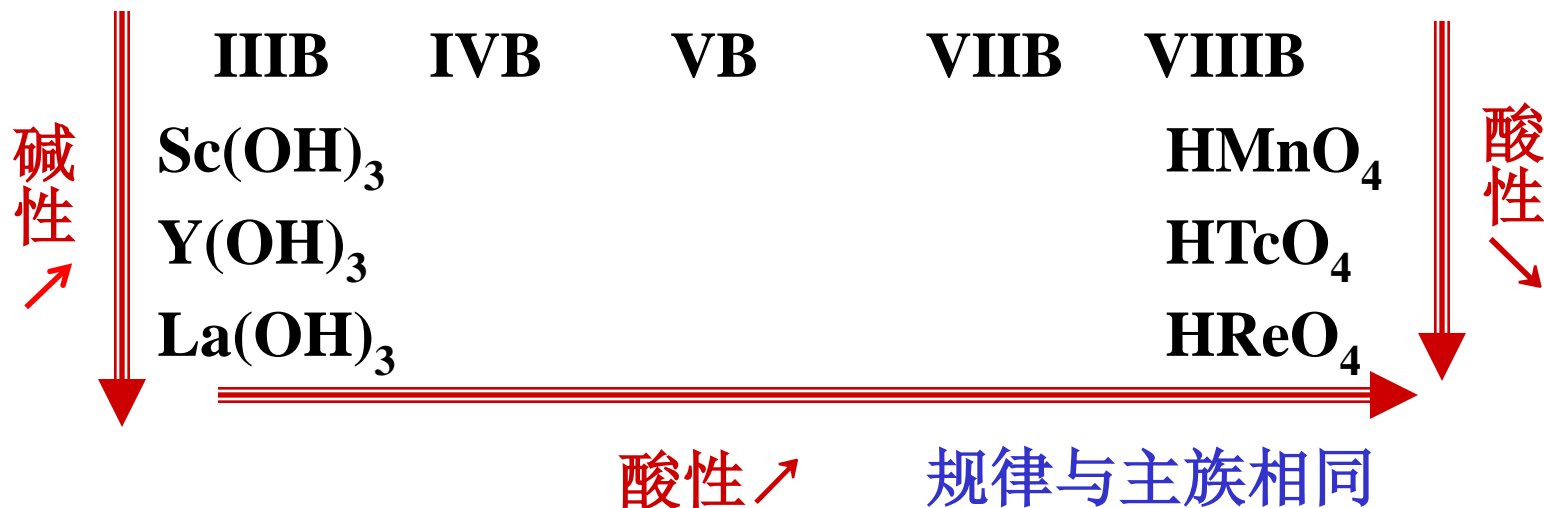 IIIB IVB VB VIIB VIIIB
碱性↗
Sc(OH)₃ HMnO₄
Y(OH)₃ HTcO₄
La(OH)₃ HReO₄
酸性↘
酸性↗ 规律与主族相同